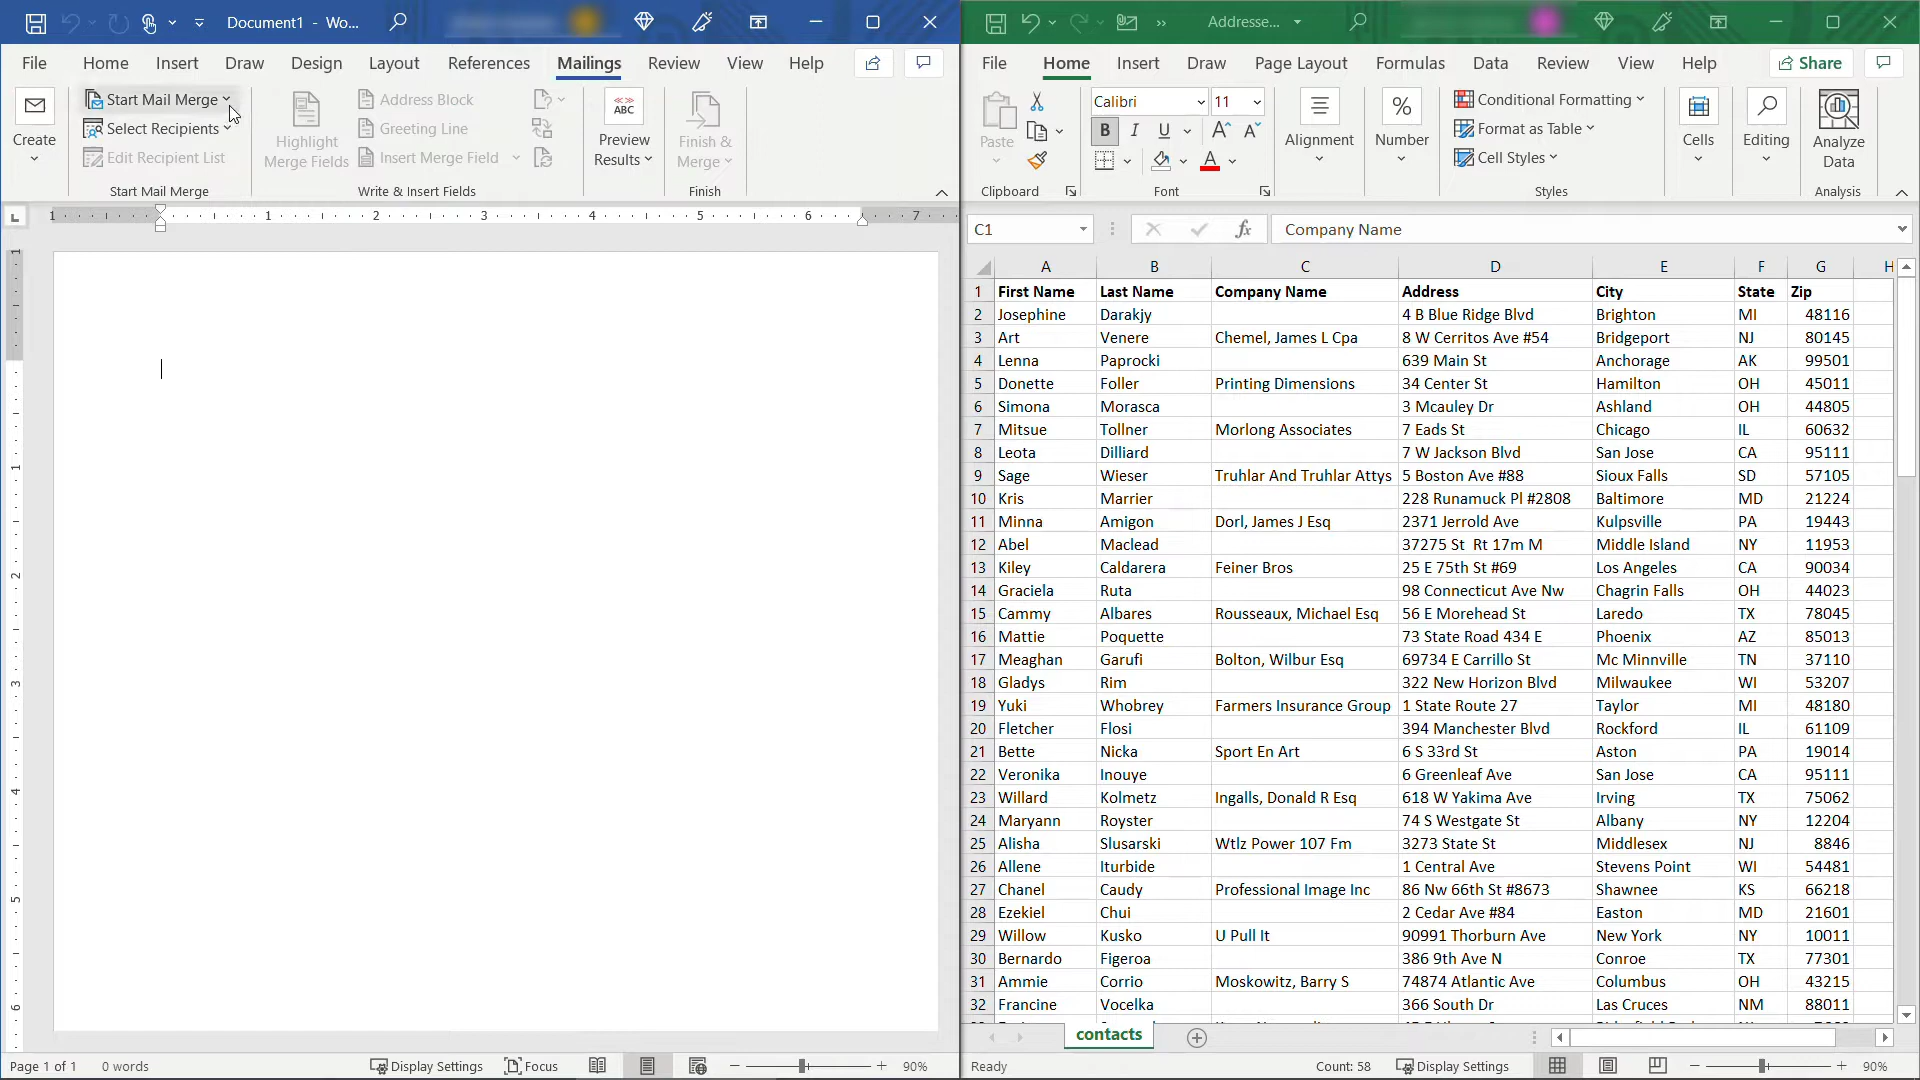 Document1 - Wo...
File Home Insert Draw Design Layout References Mailings Review View Help
Create
Start Mail Merge
Select Recipients
Edit Recipient List
Start Mail Merge
Highlight
Merge Fields
Address Block
Greeting Line
Insert Merge Field
Write & Insert Fields
ABC
Preview
Results
Finish &
Merge
Finish
1 1 2 3 4 5 6 7
1
1
2
3
4
5
6
Page 1 of 1 0 words Display Settings Focus 90%
Addresse...
File Home Insert Draw Page Layout Formulas Data Review View Help Share
Paste
Clipboard
Calibri 11
B I U A A
A
Font
Alignment
%
Number
Conditional Formatting
Format as Table
Cell Styles
Styles
Cells
Editing
Analyze
Data
Analysis
C1 fx Company Name
A B C D E F G H
1 First Name Last Name Company Name Address City State Zip
2 Josephine Darakjy 4 B Blue Ridge Blvd Brighton MI 48116
3 Art Venere Chemel, James L Cpa 8 W Cerritos Ave #54 Bridgeport NJ 80145
4 Lenna Paprocki 639 Main St Anchorage AK 99501
5 Donette Foller Printing Dimensions 34 Center St Hamilton OH 45011
6 Simona Morasca 3 Mcauley Dr Ashland OH 44805
7 Mitsue Tollner Morlong Associates 7 Eads St Chicago IL 60632
8 Leota Dilliard 7 W Jackson Blvd San Jose CA 95111
9 Sage Wieser Truhlar And Truhlar Attys 5 Boston Ave #88 Sioux Falls SD 57105
10 Kris Marrier 228 Runamuck Pl #2808 Baltimore MD 21224
11 Minna Amigon Dorl, James J Esq 2371 Jerrold Ave Kulpsville PA 19443
12 Abel Maclead 37275 St Rt 17m M Middle Island NY 11953
13 Kiley Caldarera Feiner Bros 25 E 75th St #69 Los Angeles CA 90034
14 Graciela Ruta 98 Connecticut Ave Nw Chagrin Falls OH 44023
15 Cammy Albares Rousseaux, Michael Esq 56 E Morehead St Laredo TX 78045
16 Mattie Poquette 73 State Road 434 E Phoenix AZ 85013
17 Meaghan Garufi Bolton, Wilbur Esq 69734 E Carrillo St Mc Minnville TN 37110
18 Gladys Rim 322 New Horizon Blvd Milwaukee WI 53207
19 Yuki Whobrey Farmers Insurance Group 1 State Route 27 Taylor MI 48180
20 Fletcher Flosi 394 Manchester Blvd Rockford IL 61109
21 Bette Nicka Sport En Art 6 S 33rd St Aston PA 19014
22 Veronika Inouye 6 Greenleaf Ave San Jose CA 95111
23 Willard Kolmetz Ingalls, Donald R Esq 618 W Yakima Ave Irving TX 75062
24 Maryann Royster 74 S Westgate St Albany NY 12204
25 Alisha Slusarski Wtlz Power 107 Fm 3273 State St Middlesex NJ 8846
26 Allene Iturbide 1 Central Ave Stevens Point WI 54481
27 Chanel Caudy Professional Image Inc 86 Nw 66th St #8673 Shawnee KS 66218
28 Ezekiel Chui 2 Cedar Ave #84 Easton MD 21601
29 Willow Kusko U Pull It 90991 Thorburn Ave New York NY 10011
30 Bernardo Figeroa 386 9th Ave N Conroe TX 77301
31 Ammie Corrio Moskowitz, Barry S 74874 Atlantic Ave Columbus OH 43215
32 Francine Vocelka 366 South Dr Las Cruces NM 88011
contacts
Ready Count: 58 Display Settings 90%